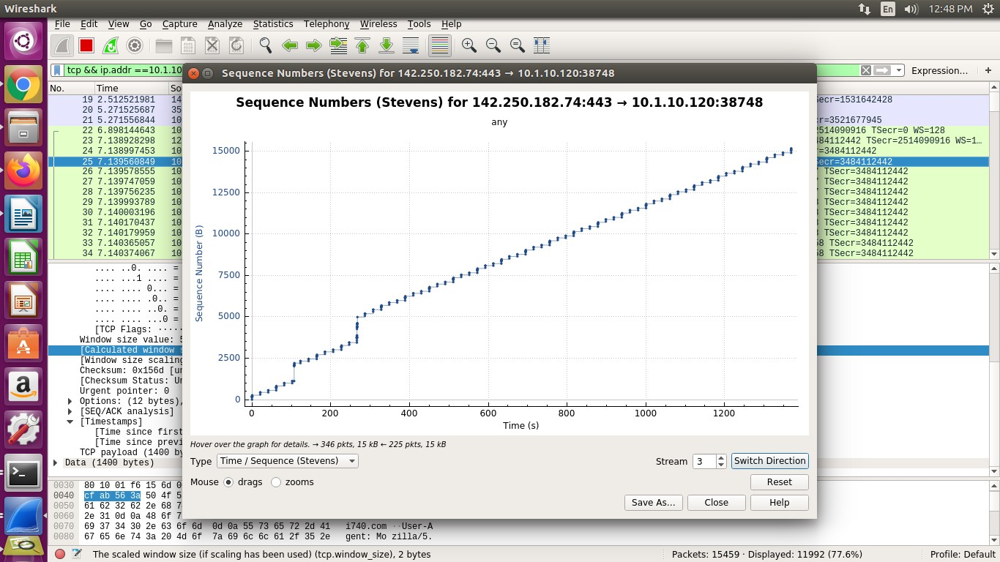 Wireshark
En
12:48 PM
File Edit View Go Capture Analyze Statistics Telephony Wireless Tools Help
tcp && ip.addr ==10.1.10
Expression…
+
No. Time So
19 2.512521981 14
Secr=1531642428
20 5.271525687 35
21 5.271556844 10
cr=3521677945
22 6.898144643 10
2514090916 TSecr=0 WS=128
23 7.138928298 12
484112442 TSecr=2514090916 WS=1…
24 7.138997453 10
=3484112442
25 7.139560849 10
Secr=3484112442
26 7.139578555 10
TSecr=3484112442
27 7.139747059 10
TSecr=3484112442
28 7.139756235 10
TSecr=3484112442
29 7.139993789 10
TSecr=3484112442
30 7.140003196 10
TSecr=3484112442
31 7.140170437 10
TSecr=3484112442
32 7.140179959 10
TSecr=3484112442
33 7.140365057 10
58 TSecr=3484112442
34 7.140374067 10
58 TSecr=3484112442
.... ..0. .... =
.... ...1 .... =
.... .... 0... =
.... .... .0.. =
.... .... ..0. =
.... .... ...0 =
[TCP Flags: ·····
Window size value: 5
[Calculated window s
[Window size scaling
Checksum: 0x156d [un
[Checksum Status: Un
Urgent pointer: 0
Options: (12 bytes),
[SEQ/ACK analysis]
[Timestamps]
[Time since first
[Time since previ
TCP payload (1400 by
Data (1400 bytes)
0030 80 10 01 f6 15 6d 0
0040 cf ab 56 3a 50 4f 5
0050 61 62 32 62 2e 68 7
0060 2e 31 0d 0a 48 6f 7
0070 69 37 34 30 2e 63 6f 6d 0d 0a 55 73 65 72 2d 41 i740.com ··User-A
0080 67 65 6e 74 3a 20 4d 6f 7a 69 6c 6c 61 2f 35 2e gent: Mo zilla/5.
Sequence Numbers (Stevens) for 142.250.182.74:443 → 10.1.10.120:38748
Sequence Numbers (Stevens) for 142.250.182.74:443 → 10.1.10.120:38748
any
Sequence Number (B)
15000
12500
10000
7500
5000
2500
0
0 200 400 600 800 1000 1200
Time (s)
Hover over the graph for details. → 346 pkts, 15 kB ← 225 pkts, 15 kB
Type Time / Sequence (Stevens) Stream 3 Switch Direction
Mouse drags zooms Reset
Save As… Close Help
The scaled window size (if scaling has been used) (tcp.window_size), 2 bytes
Packets: 15459 · Displayed: 11992 (77.6%)
Profile: Default